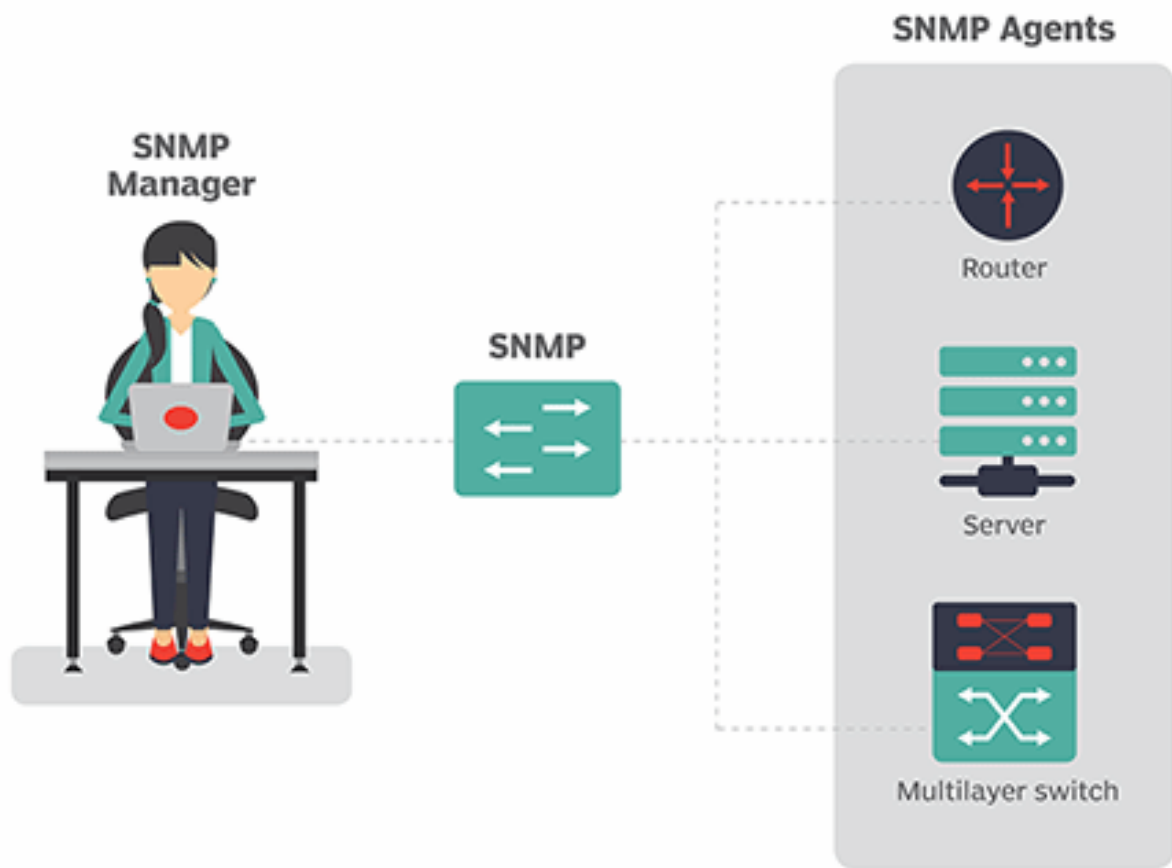 SNMP Agents
SNMP
Manager
Router
SNMP
Server
Multilayer switch